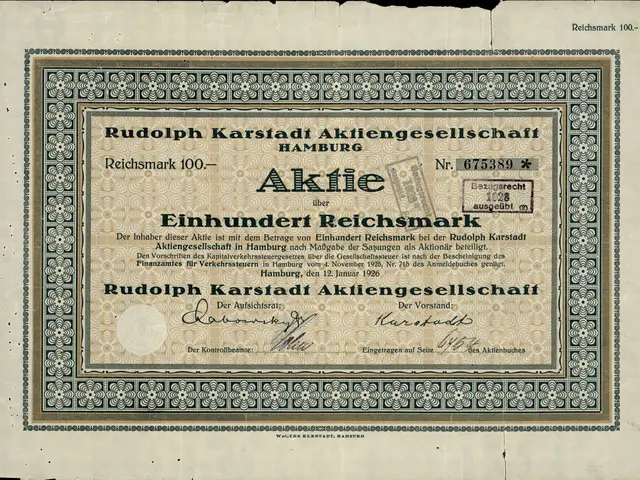 Reichsmark 100.-
Rudolph Karstadt Aktiengesellschaft
HAMBURG
Reichsmark 100.— Nr. 675389 *
Aktie
Bezugsrecht
1928
ausgeübt
über
Einhundert Reichsmark
Der Inhaber dieser Aktie ist mit dem Betrage von Einhundert Reichsmark bei der Rudolph Karstadt
Aktiengesellschaft in Hamburg nach Maßgabe der Satzungen als Aktionär beteiligt.
Den Vorschriften des Kapitalverkehrssteuergesetzes über die Gesellschaftssteuer ist nach der Bescheinigung des
Finanzamtes für Verkehrssteuern in Hamburg vom 4. November 1926, Nr. 715 des Anmeldebuches genügt.
Hamburg, den 12. Januar 1926
Rudolph Karstadt Aktiengesellschaft
Der Aufsichtsrat: Der Vorstand:
Karstadt
Der Kontrollbeamte: Eingetragen auf Seite des Aktienbuches
WALTER KLESTADT, HAMBURG